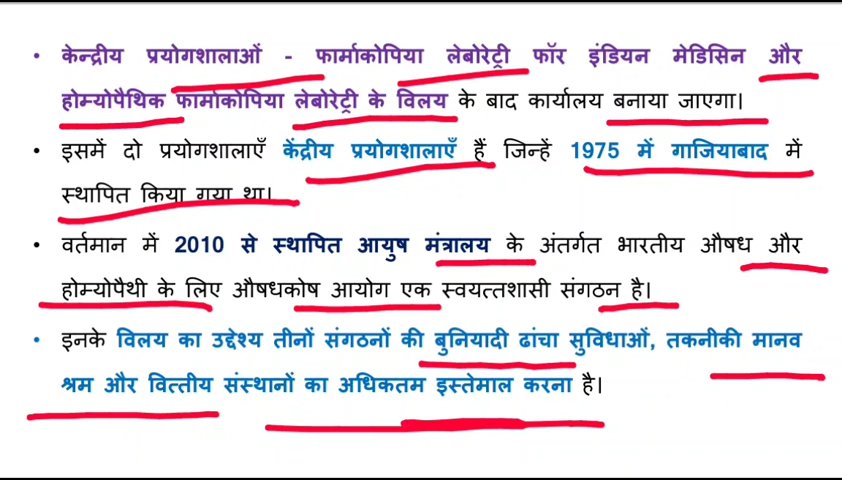 • केन्द्रीय प्रयोगशालाओं - फार्माकोपिया लेबोरेट्री फॉर इंडियन मेडिसिन और
होम्योपैथिक फार्माकोपिया लेबोरेट्री के विलय के बाद कार्यालय बनाया जाएगा।
• इसमें दो प्रयोगशालाएँ केंद्रीय प्रयोगशालाएँ हैं जिन्हें 1975 में गाजियाबाद में
स्थापित किया गया था।
• वर्तमान में 2010 से स्थापित आयुष मंत्रालय के अंतर्गत भारतीय औषध और
होम्योपैथी के लिए औषधकोष आयोग एक स्वयत्तशासी संगठन है।
• इनके विलय का उद्देश्य तीनों संगठनों की बुनियादी ढांचा सुविधाओं, तकनीकी मानव
श्रम और वित्तीय संस्थानों का अधिकतम इस्तेमाल करना है।